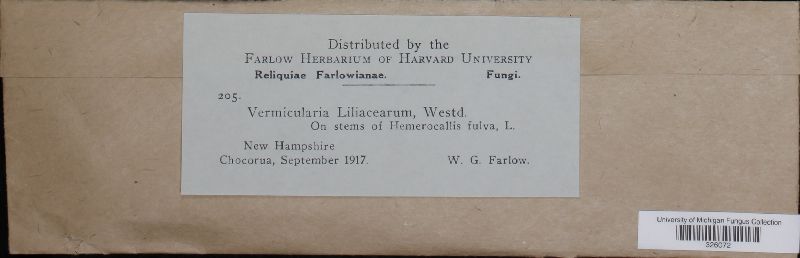 Distributed by the
FARLOW HERBARIUM OF HARVARD UNIVERSITY
Reliquiae Farlowianae. Fungi.
205.
Vermicularia Liliacearum, Westd.
On stems of Hemerocallis fulva, L.
New Hampshire
Chocorua, September 1917. W. G. Farlow.
University of Michigan Fungus Collection
326072